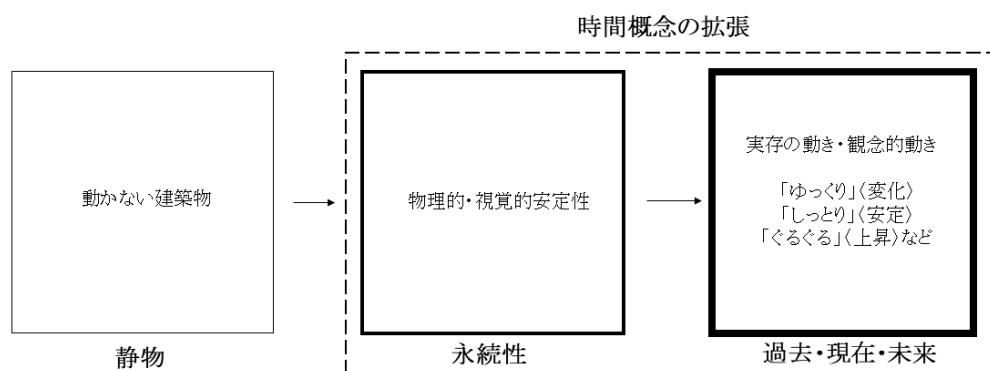 時間概念の拡張
動かない建築物
物理的・視覚的安定性
実存の動き・観念的動き
「ゆっくり」〈変化〉
「しっとり」〈安定〉
「ぐるぐる」〈上昇〉など
静物
永続性
過去・現在・未来